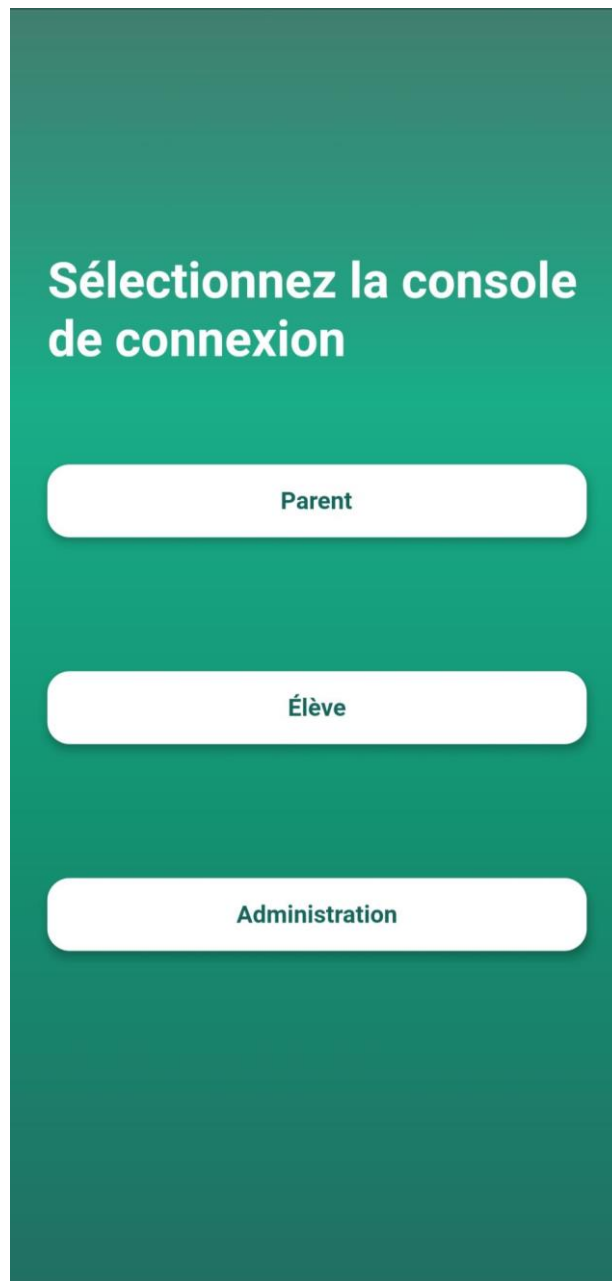 Sélectionnez la console
de connexion
Parent
Élève
Administration